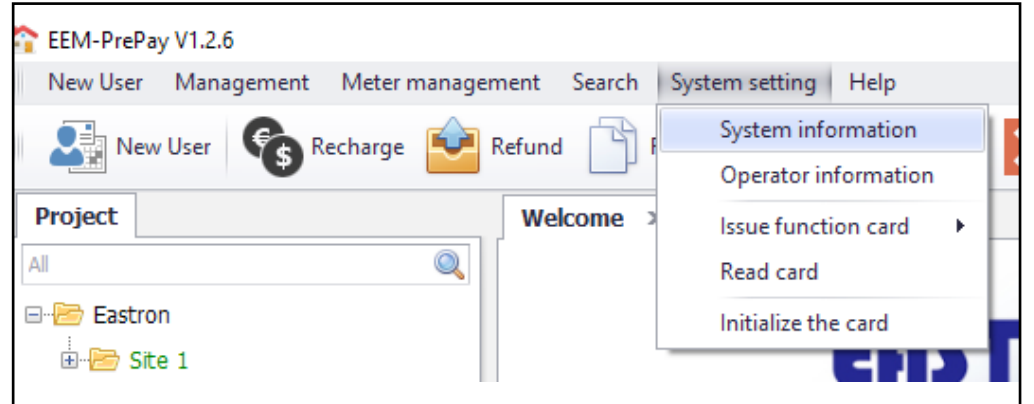 EEM-PrePay V1.2.6
New User Management Meter management Search System setting Help
New User Recharge Refund
System information
Operator information
Issue function card
Read card
Initialize the card
Project
Welcome
All
Eastron
Site 1